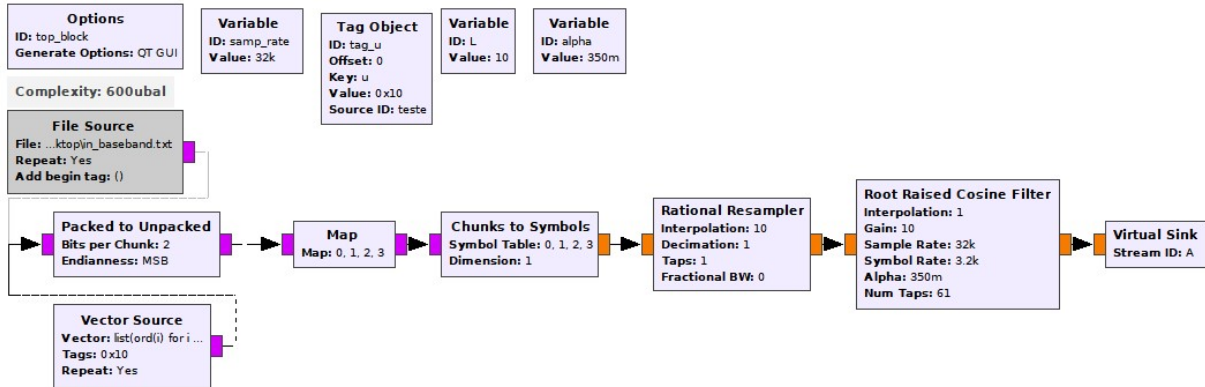 Options
ID: top_block
Generate Options: QT GUI
Variable
ID: samp_rate
Value: 32k
Tag Object
ID: tag_u
Offset: 0
Key: u
Value: 0x10
Source ID: teste
Variable
ID: L
Value: 10
Variable
ID: alpha
Value: 350m
Complexity: 600ubal
File Source
File: ...ktop\in_baseband.txt
Repeat: Yes
Add begin tag: ()
Packed to Unpacked
Bits per Chunk: 2
Endianness: MSB
Map
Map: 0, 1, 2, 3
Chunks to Symbols
Symbol Table: 0, 1, 2, 3
Dimension: 1
Rational Resampler
Interpolation: 10
Decimation: 1
Taps: 1
Fractional BW: 0
Root Raised Cosine Filter
Interpolation: 1
Gain: 10
Sample Rate: 32k
Symbol Rate: 3.2k
Alpha: 350m
Num Taps: 61
Virtual Sink
Stream ID: A
Vector Source
Vector: list(ord(i) for i ...
Tags: 0x10
Repeat: Yes